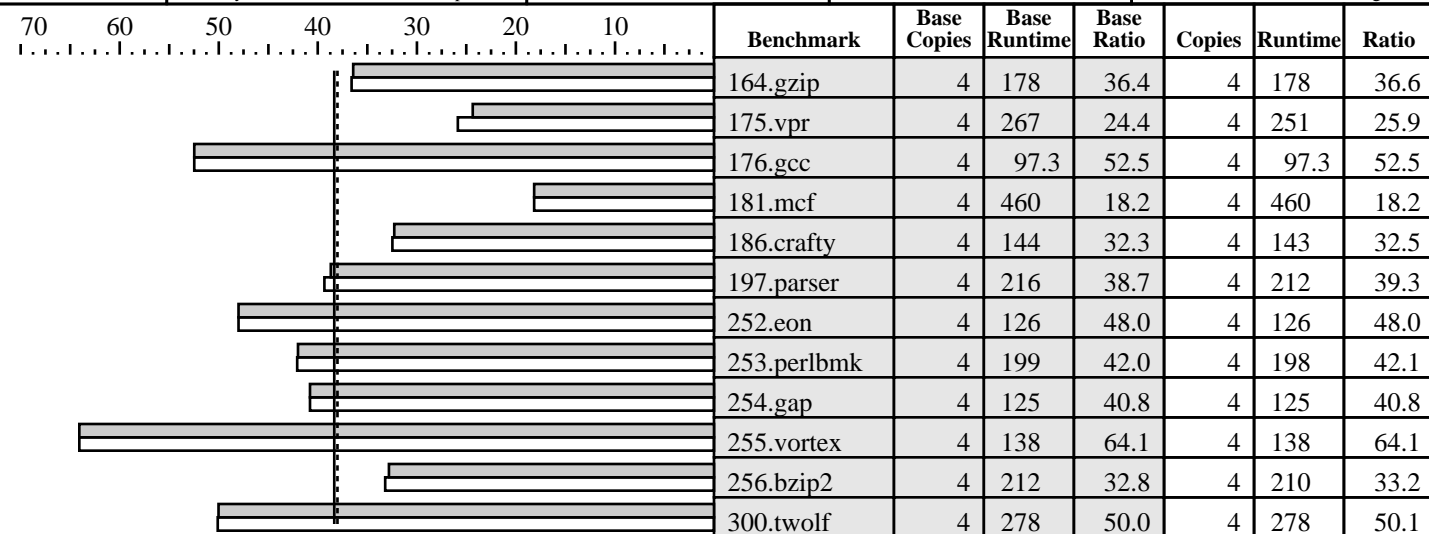 70 60 50 40 30 20 10
Benchmark Base Copies Base Runtime Base Ratio Copies Runtime Ratio
164.gzip 4 178 36.4 4 178 36.6
175.vpr 4 267 24.4 4 251 25.9
176.gcc 4 97.3 52.5 4 97.3 52.5
181.mcf 4 460 18.2 4 460 18.2
186.crafty 4 144 32.3 4 143 32.5
197.parser 4 216 38.7 4 212 39.3
252.eon 4 126 48.0 4 126 48.0
253.perlbmk 4 199 42.0 4 198 42.1
254.gap 4 125 40.8 4 125 40.8
255.vortex 4 138 64.1 4 138 64.1
256.bzip2 4 212 32.8 4 210 33.2
300.twolf 4 278 50.0 4 278 50.1